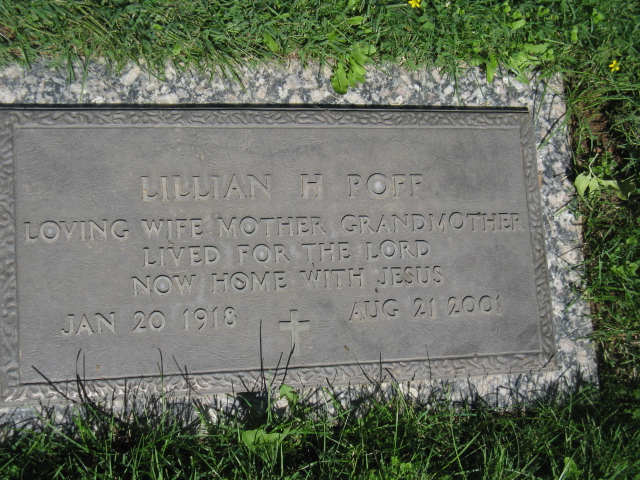 LILLIAN H POFF
LOVING WIFE MOTHER GRANDMOTHER
LIVED FOR THE LORD
NOW HOME WITH JESUS
JAN 20 1918 AUG 21 2001